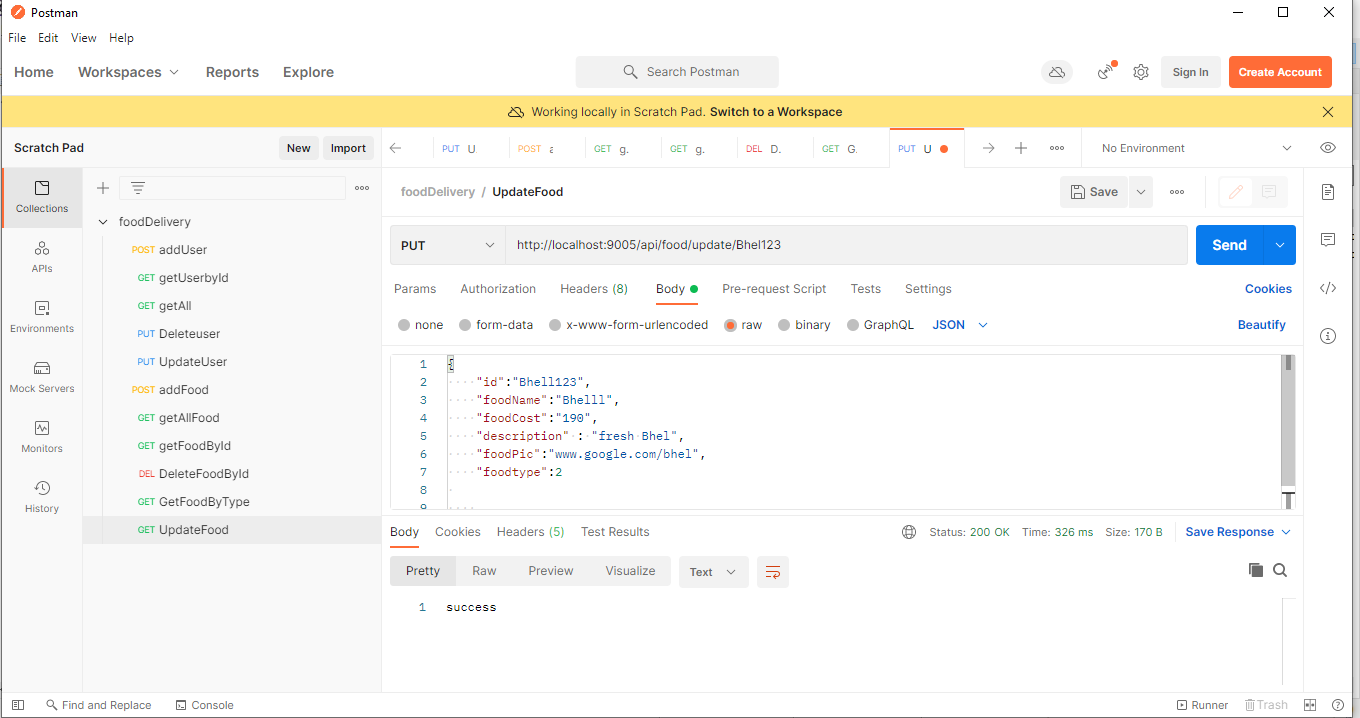 Postman
File Edit View Help
Home Workspaces Reports Explore Search Postman Sign In Create Account
Working locally in Scratch Pad. Switch to a Workspace
Scratch Pad New Import PUT U POST a GET g. GET g. DEL D. GET G. PUT U No Environment
Collections
APIs
Environments
Mock Servers
Monitors
History
foodDelivery
POST addUser
GET getUserbyId
GET getAll
PUT Deleteuser
PUT UpdateUser
POST addFood
GET getAllFood
GET getFoodById
DEL DeleteFoodById
GET GetFoodByType
GET UpdateFood
foodDelivery / UpdateFood Save
PUT http://localhost:9005/api/food/update/Bhel123 Send
Params Authorization Headers (8) Body Pre-request Script Tests Settings Cookies
none form-data x-www-form-urlencoded raw binary GraphQL JSON Beautify
1 {
2 "id":"Bhell123",
3 "foodName":"Bhelll",
4 "foodCost":"190",
5 "description" : "fresh Bhel",
6 "foodPic":"www.google.com/bhel",
7 "foodtype":2
8
9
Body Cookies Headers (5) Test Results Status: 200 OK Time: 326 ms Size: 170 B Save Response
Pretty Raw Preview Visualize Text
1 success
Find and Replace Console Runner Trash